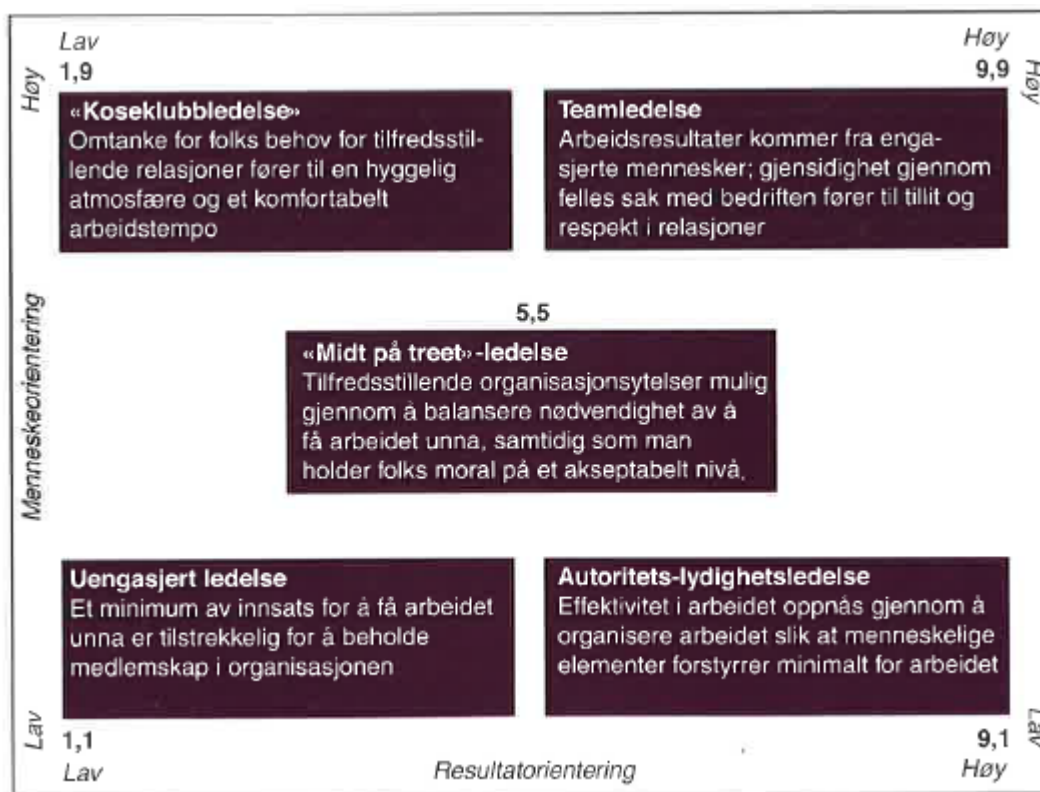 Lav
Høy
1,9
9,9
Høy
Høy
«Koseklubbledelse»
Omtanke for folks behov for tilfredsstil-
lende relasjoner fører til en hyggelig
atmosfære og et komfortabelt
arbeidstempo
Teamledelse
Arbeidsresultater kommer fra enga-
sjerte mennesker; gjensidighet gjennom
felles sak med bedriften fører til tillit og
respekt i relasjoner
Menneskeorientering
5,5
«Midt på treet»-ledelse
Tilfredsstillende organisasjonsytelser mulig
gjennom å balansere nødvendighet av å
få arbeidet unna, samtidig som man
holder folks moral på et akseptabelt nivå.
Uengasjert ledelse
Et minimum av innsats for å få arbeidet
unna er tilstrekkelig for å beholde
medlemskap i organisasjonen
Autoritets-lydighetsledelse
Effektivitet i arbeidet oppnås gjennom å
organisere arbeidet slik at menneskelige
elementer forstyrrer minimalt for arbeidet
Lav
Lav
1,1
9,1
Lav
Resultatorientering
Høy